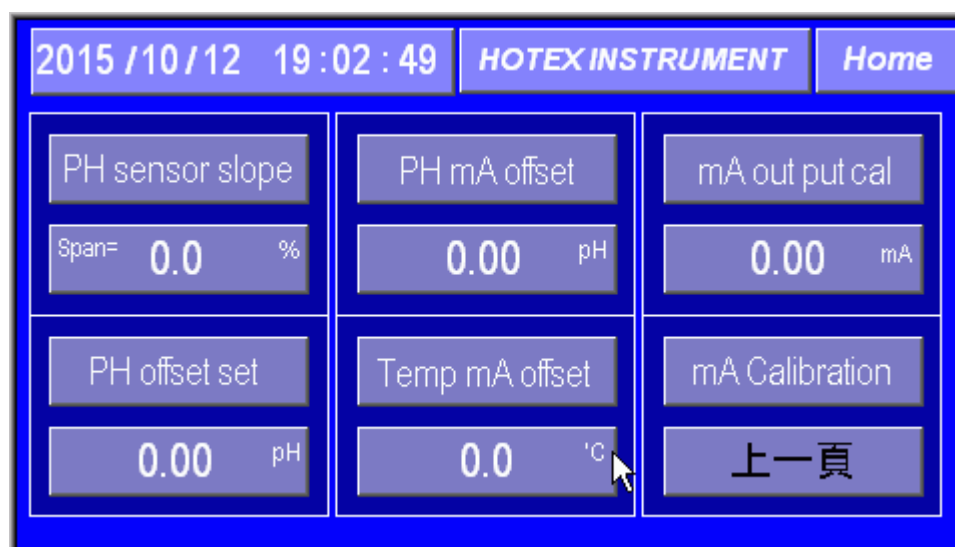 2015 /10/12 19:02:49 HOTEX INSTRUMENT Home
PH sensor slope PH mA offset mA out put cal
Span= 0.0 % 0.00 pH 0.00 mA
PH offset set Temp mA offset mA Calibration
0.00 pH 0.0 'C 上一頁